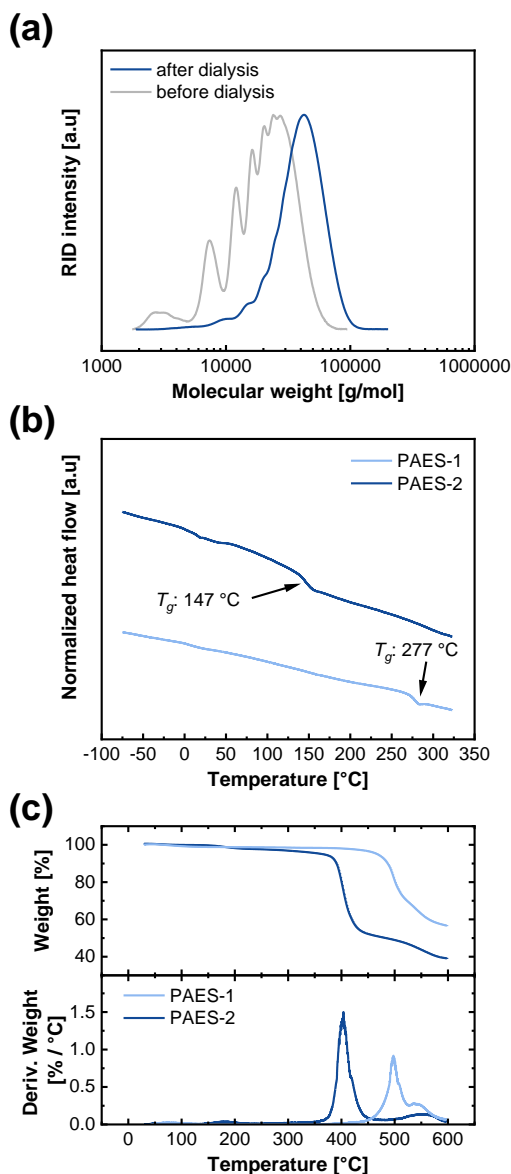 (a)
after dialysis
before dialysis
RID intensity [a.u]
1000 10000 100000 1000000
Molecular weight [g/mol]
(b)
PAES-1
PAES-2
Normalized heat flow [a.u]
Tg: 147 °C
Tg: 277 °C
-100 -50 0 50 100 150 200 250 300 350
Temperature [°C]
(c)
100
80
60
40
Weight [%]
PAES-1
PAES-2
1.5
1.0
0.5
0.0
Deriv. Weight
[% / °C]
0 100 200 300 400 500 600
Temperature [°C]